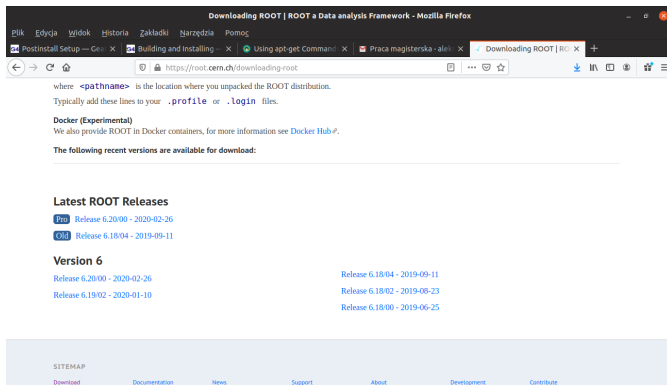 Downloading ROOT | ROOT a Data analysis Framework - Mozilla Firefox
Plik Edycja Widok Historia Zakładki Narzędzia Pomoc
G4 Postinstall Setup — Gea × G4 Building and Installing — × Using apt-get Command × Praca magisterska - alek × Downloading ROOT | RO × +
https://root.cern.ch/downloading-root
where <pathname> is the location where you unpacked the ROOT distribution.
Typically add these lines to your .profile or .login files.
Docker (Experimental)
We also provide ROOT in Docker containers, for more information see Docker Hub.
The following recent versions are available for download:
Latest ROOT Releases
Pro Release 6.20/00 - 2020-02-26
Old Release 6.18/04 - 2019-09-11
Version 6
Release 6.20/00 - 2020-02-26
Release 6.19/02 - 2020-01-10
Release 6.18/04 - 2019-09-11
Release 6.18/02 - 2019-08-23
Release 6.18/00 - 2019-06-25
SITEMAP
Download Documentation News Support About Development Contribute